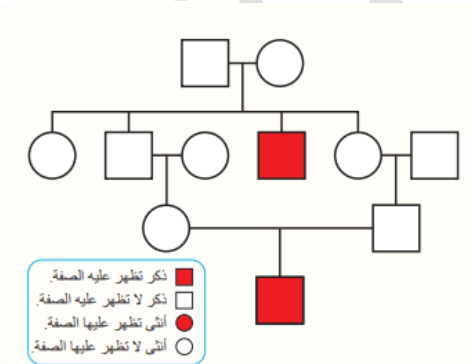 ذكر تظهر عليه الصفة.
ذكر لا تظهر عليه الصفة.
أنثى تظهر عليها الصفة.
أنثى لا تظهر عليها الصفة.